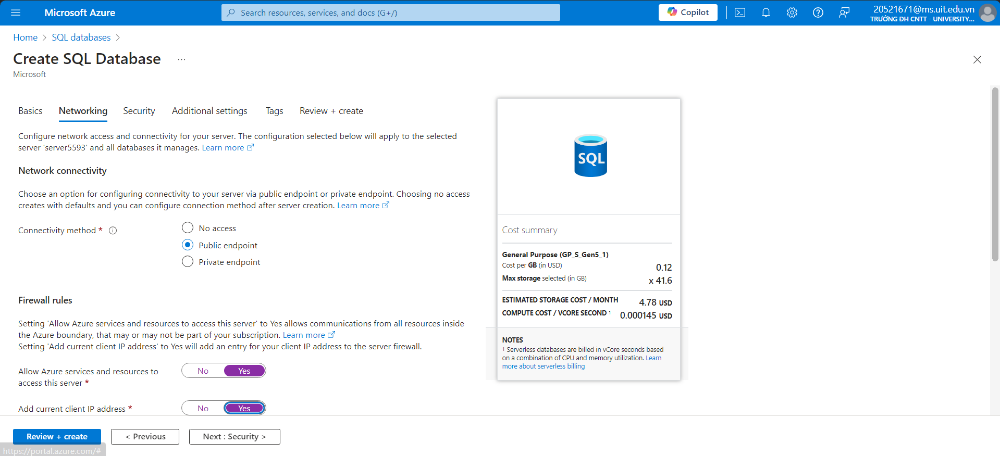 Microsoft Azure
Search resources, services, and docs (G+/)
Copilot
20521671@ms.uit.edu.vn
TRƯỜNG ĐH CNTT - UNIVERSITY...
Home > SQL databases >
Create SQL Database ...
Microsoft
Basics
Networking
Security
Additional settings
Tags
Review + create
Configure network access and connectivity for your server. The configuration selected below will apply to the selected
server 'server5593' and all databases it manages. Learn more
Network connectivity
Choose an option for configuring connectivity to your server via public endpoint or private endpoint. Choosing no access
creates with defaults and you can configure connection method after server creation. Learn more
Connectivity method *
No access
Public endpoint
Private endpoint
Firewall rules
Setting 'Allow Azure services and resources to access this server' to Yes allows communications from all resources inside
the Azure boundary, that may or may not be part of your subscription. Learn more
Setting 'Add current client IP address' to Yes will add an entry for your client IP address to the server firewall.
Allow Azure services and resources to
access this server *
No Yes
Add current client IP address *
No Yes
SQL
Cost summary
General Purpose (GP_S_Gen5_1)
Cost per GB (in USD) 0.12
Max storage selected (in GB) x 41.6
ESTIMATED STORAGE COST / MONTH 4.78 USD
COMPUTE COST / VCORE SECOND ¹ 0.000145 USD
NOTES
¹ Serverless databases are billed in vCore seconds based
on a combination of CPU and memory utilization. Learn
more about serverless billing
Review + create
< Previous
Next : Security >
https://portal.azure.com/#